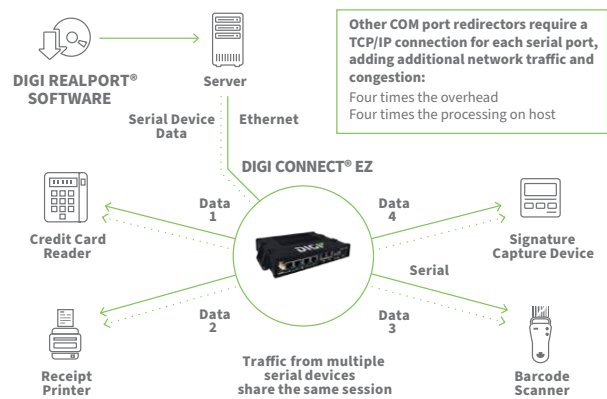 Other COM port redirectors require a
TCP/IP connection for each serial port,
adding additional network traffic and
congestion:
Four times the overhead
Four times the processing on host
DIGI REALPORT®
SOFTWARE
Server
Serial Device
Data
Ethernet
DIGI CONNECT® EZ
Data
1
Data
4
Credit Card
Reader
DIGI
Signature
Capture Device
Serial
Data
2
Data
3
Receipt
Printer
Traffic from multiple
serial devices
share the same session
Barcode
Scanner